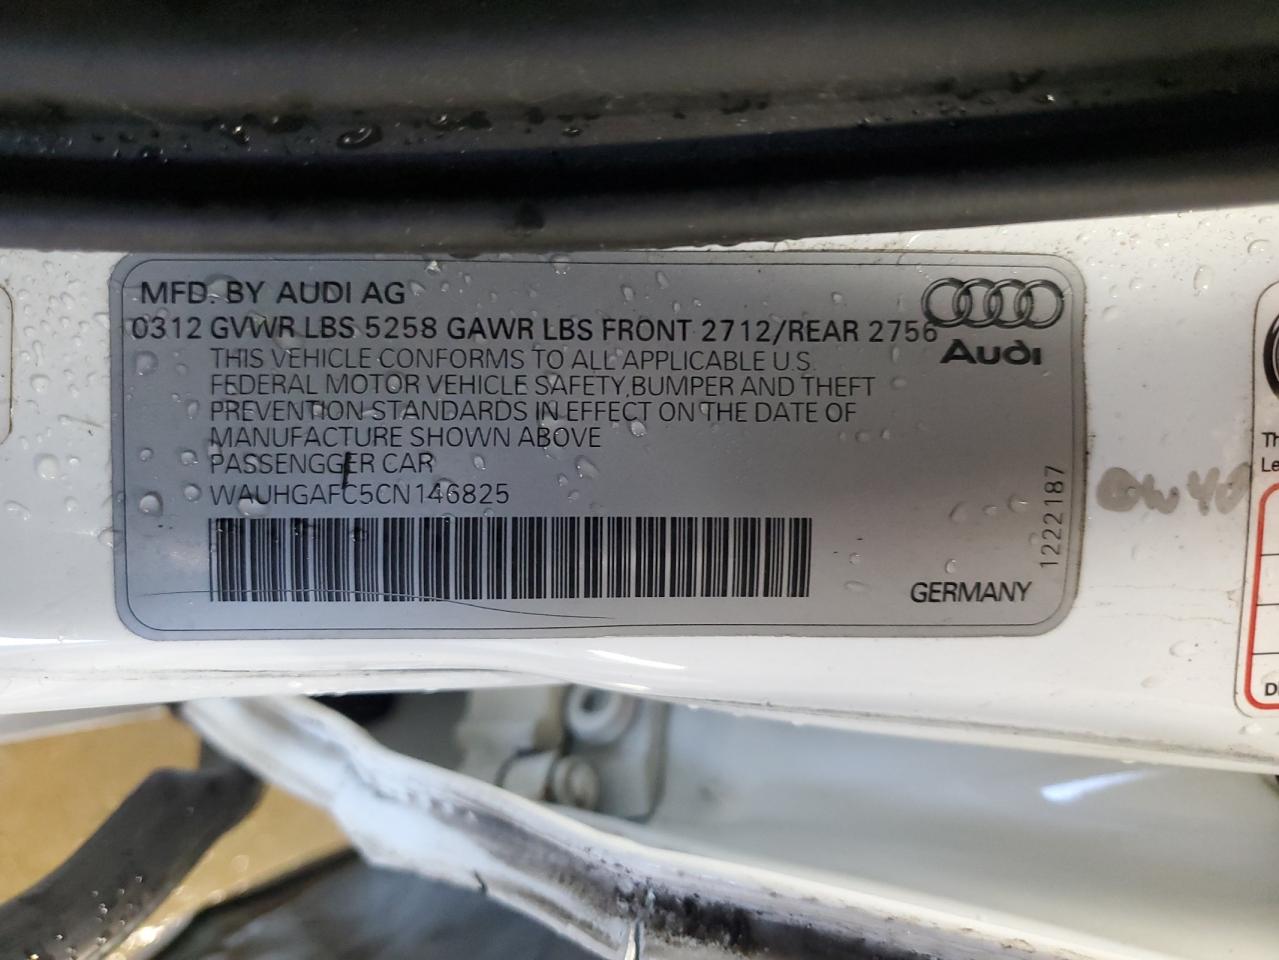 MFD. BY AUDI AG
0312 GVWR LBS 5258 GAWR LBS FRONT 2712/REAR 2756
THIS VEHICLE CONFORMS TO ALL APPLICABLE U.S.
FEDERAL MOTOR VEHICLE SAFETY, BUMPER AND THEFT
PREVENTION STANDARDS IN EFFECT ON THE DATE OF
MANUFACTURE SHOWN ABOVE
PASSENGGER CAR
WAUHGAFC5CN146825
Audi
1222187
GERMANY
Th
Le
D